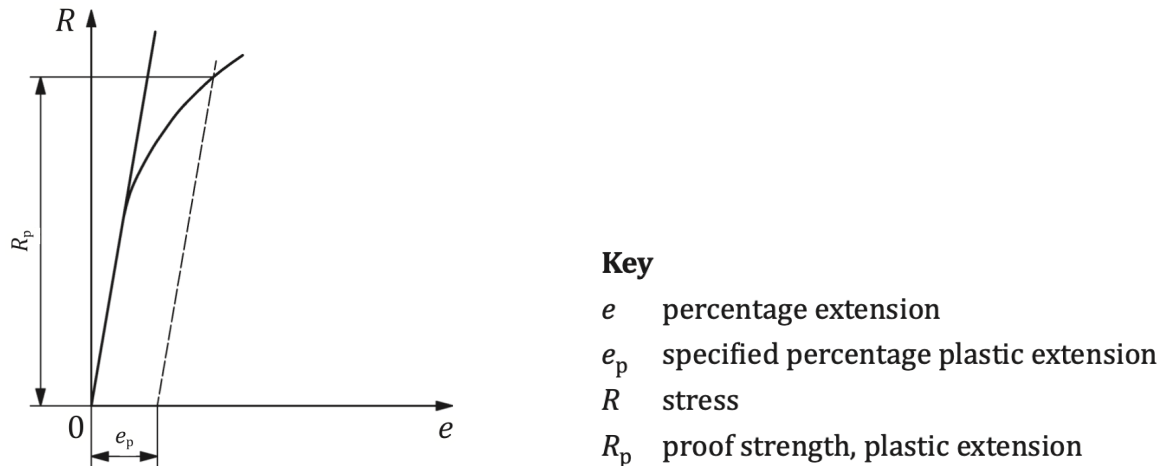 R
Rp
0
ep
e
Key
e percentage extension
ep specified percentage plastic extension
R stress
Rp proof strength, plastic extension